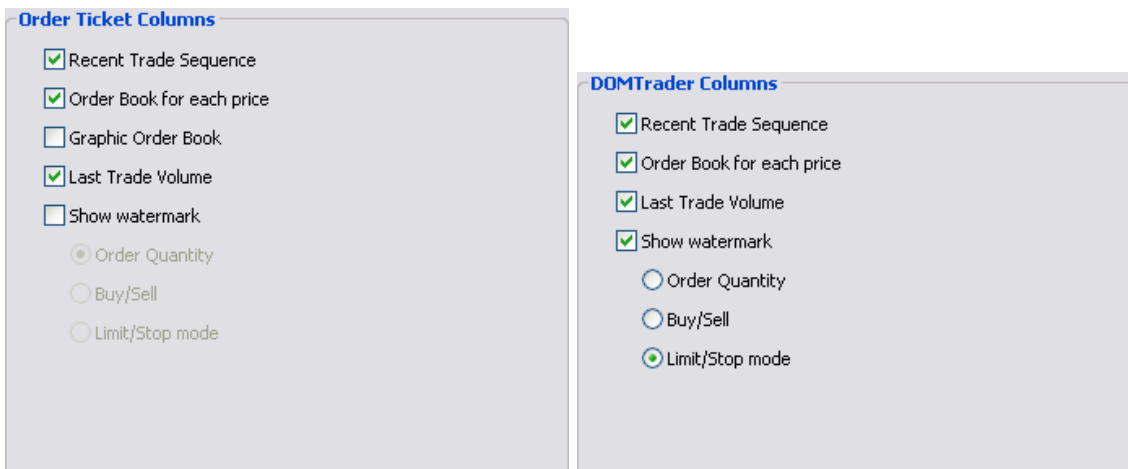 Order Ticket Columns
Recent Trade Sequence
Order Book for each price
Graphic Order Book
Last Trade Volume
Show watermark
Order Quantity
Buy/Sell
Limit/Stop mode
DOMTrader Columns
Recent Trade Sequence
Order Book for each price
Last Trade Volume
Show watermark
Order Quantity
Buy/Sell
Limit/Stop mode